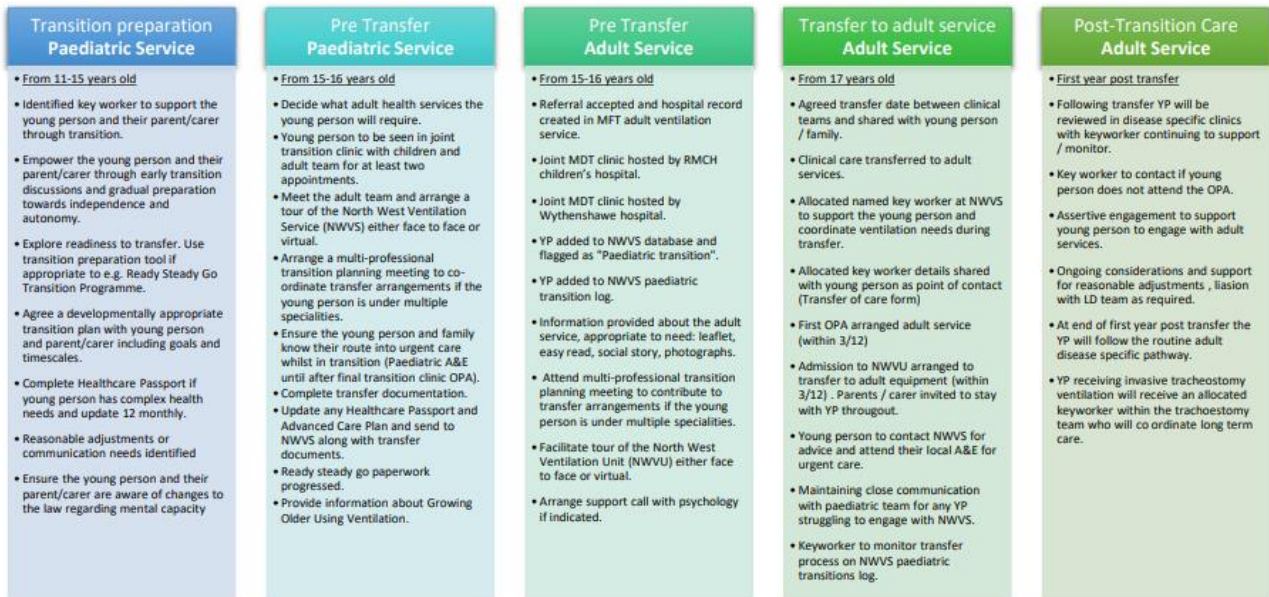 Transition preparation
Paediatric Service
• From 11-15 years old
• Identified key worker to support the
young person and their parent/carer
through transition.
• Empower the young person and their
parent/carer through early transition
discussions and gradual preparation
towards independence and
autonomy.
• Explore readiness to transfer. Use
transition preparation tool if
appropriate to e.g. Ready Steady Go
Transition Programme.
• Agree a developmentally appropriate
transition plan with young person
and parent/carer including goals and
timescales.
• Complete Healthcare Passport if
young person has complex health
needs and update 12 monthly.
• Reasonable adjustments or
communication needs identified
• Ensure the young person and their
parent/carer are aware of changes to
the law regarding mental capacity
Pre Transfer
Paediatric Service
• From 15-16 years old
• Decide what adult health services the
young person will require.
• Young person to be seen in joint
transition clinic with children and
adult team for at least two
appointments.
• Meet the adult team and arrange a
tour of the North West Ventilation
Service (NWVS) either face to face or
virtual.
• Arrange a multi-professional
transition planning meeting to co-
ordinate transfer arrangements if the
young person is under multiple
specialities.
• Ensure the young person and family
know their route into urgent care
whilst in transition (Paediatric A&E
until after final transition clinic OPA).
• Complete transfer documentation.
• Update any Healthcare Passport and
Advanced Care Plan and send to
NWVS along with transfer
documents.
• Ready steady go paperwork
progressed.
• Provide information about Growing
Older Using Ventilation.
Pre Transfer
Adult Service
• From 15-16 years old
• Referral accepted and hospital record
created in MFT adult ventilation
service.
• Joint MDT clinic hosted by RMCH
children's hospital.
• Joint MDT clinic hosted by
Wythenshawe hospital.
• YP added to NWVS database and
flagged as "Paediatric transition".
• YP added to NWVS paediatric
transition log.
• Information provided about the adult
service, appropriate to need: leaflet,
easy read, social story, photographs.
• Attend multi-professional transition
planning meeting to contribute to
transfer arrangements if the young
person is under multiple specialities.
• Facilitate tour of the North West
Ventilation Unit (NWVU) either face
to face or virtual.
• Arrange support call with psychology
if indicated.
Transfer to adult service
Adult Service
• From 17 years old
• Agreed transfer date between clinical
teams and shared with young person
/ family.
• Clinical care transferred to adult
services.
• Allocated named key worker at NWVS
to support the young person and
coordinate ventilation needs during
transfer.
• Allocated key worker details shared
with young person as point of contact
(Transfer of care form)
• First OPA arranged adult service
(within 3/12)
• Admission to NWVU arranged to
transfer to adult equipment (within
3/12) . Parents / carer invited to stay
with YP througout.
• Young person to contact NWVS for
advice and attend their local A&E for
urgent care.
• Maintaining close communication
with paediatric team for any YP
struggling to engage with NWVS.
• Keyworker to monitor transfer
process on NWVS paediatric
transitions log.
Post-Transition Care
Adult Service
• First year post transfer
• Following transfer YP will be
reviewed in disease specific clinics
with keyworker continuing to support
/ monitor.
• Key worker to contact if young
person does not attend the OPA.
• Assertive engagement to support
young person to engage with adult
services.
• Ongoing considerations and support
for reasonable adjustments , liasion
with LD team as required.
• At end of first year post transfer the
YP will follow the routine adult
disease specific pathway.
• YP receiving invasive tracheostomy
ventilation will receive an allocated
keyworker within the trachoestomy
team who will co ordinate long term
care.